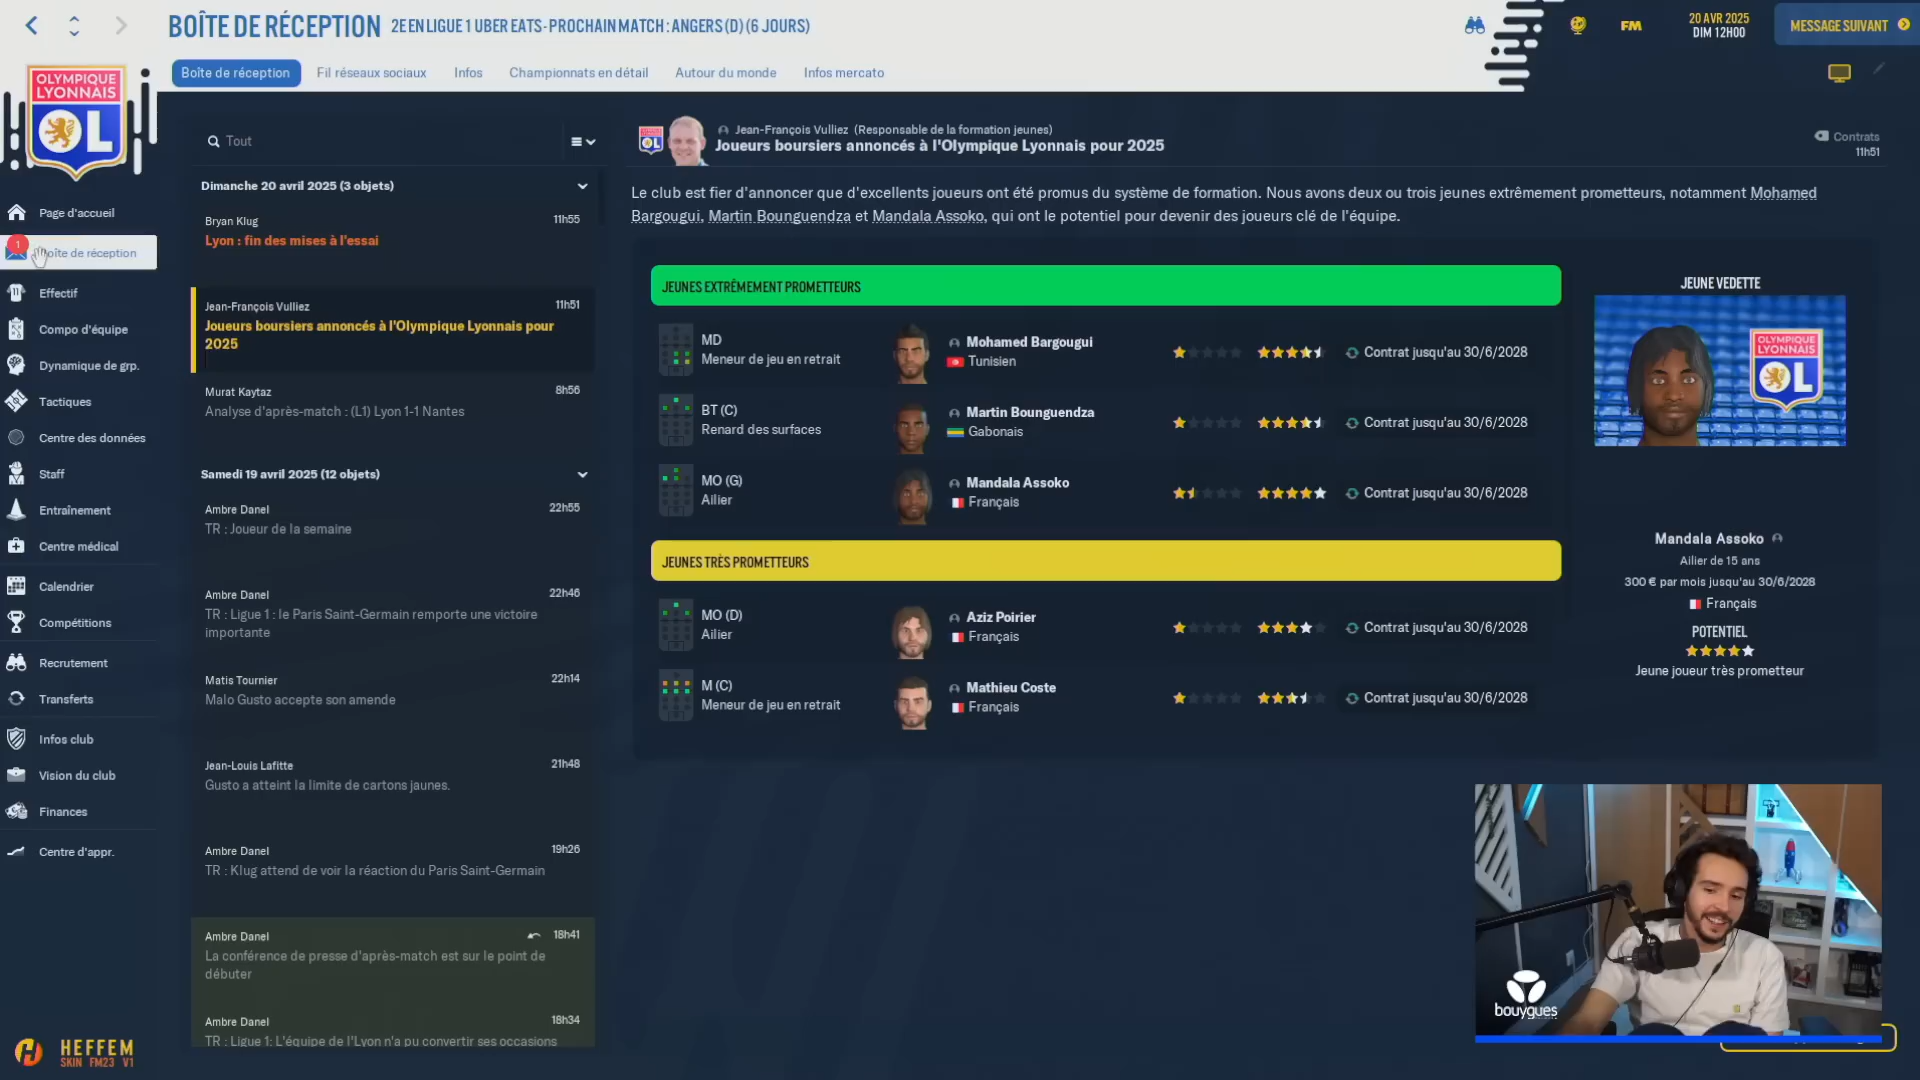 BOÎTE DE RÉCEPTION
2E EN LIGUE 1 UBER EATS - PROCHAIN MATCH : ANGERS (D) (6 JOURS)
FM
20 AVR 2025
DIM 12H00
MESSAGE SUIVANT
Boîte de réception
Fil réseaux sociaux
Infos
Championnats en détail
Autour du monde
Infos mercato
OLYMPIQUE
LYONNAIS
OL
Page d'accueil
1
oîte de réception
Effectif
Compo d'équipe
Dynamique de grp.
Tactiques
Centre des données
Staff
Entraînement
Centre médical
Calendrier
Compétitions
Recrutement
Transferts
Infos club
Vision du club
Finances
Centre d'appr.
HEFFEM
SKIN FM23 V1
Tout
Dimanche 20 avril 2025 (3 objets)
Bryan Klug
11h55
Lyon : fin des mises à l'essai
Jean-François Vulliez
11h51
Joueurs boursiers annoncés à l'Olympique Lyonnais pour
2025
Murat Kaytaz
8h56
Analyse d'après-match : (L1) Lyon 1-1 Nantes
Samedi 19 avril 2025 (12 objets)
Ambre Danel
22h55
TR : Joueur de la semaine
Ambre Danel
22h46
TR : Ligue 1 : le Paris Saint-Germain remporte une victoire
importante
Matis Tournier
22h14
Malo Gusto accepte son amende
Jean-Louis Lafitte
21h48
Gusto a atteint la limite de cartons jaunes.
Ambre Danel
19h26
TR : Klug attend de voir la réaction du Paris Saint-Germain
Ambre Danel
18h41
La conférence de presse d'après-match est sur le point de
débuter
Ambre Danel
18h34
TR : Ligue 1: L'équipe de l'Lyon n'a pu convertir ses occasions
Jean-François Vulliez (Responsable de la formation jeunes)
Joueurs boursiers annoncés à l'Olympique Lyonnais pour 2025
Contrats
11h51
Le club est fier d'annoncer que d'excellents joueurs ont été promus du système de formation. Nous avons deux ou trois jeunes extrêmement prometteurs, notamment Mohamed
Bargougui, Martin Bounguendza et Mandala Assoko, qui ont le potentiel pour devenir des joueurs clé de l'équipe.
JEUNES EXTRÊMEMENT PROMETTEURS
MD
Meneur de jeu en retrait
Mohamed Bargougui
Tunisien
Contrat jusqu'au 30/6/2028
BT (C)
Renard des surfaces
Martin Bounguendza
Gabonais
Contrat jusqu'au 30/6/2028
MO (G)
Ailier
Mandala Assoko
Français
Contrat jusqu'au 30/6/2028
JEUNES TRÈS PROMETTEURS
MO (D)
Ailier
Aziz Poirier
Français
Contrat jusqu'au 30/6/2028
M (C)
Meneur de jeu en retrait
Mathieu Coste
Français
Contrat jusqu'au 30/6/2028
JEUNE VEDETTE
OLYMPIQUE
LYONNAIS
OL
Mandala Assoko
Ailier de 15 ans
300 € par mois jusqu'au 30/6/2028
Français
POTENTIEL
Jeune joueur très prometteur
bouygues